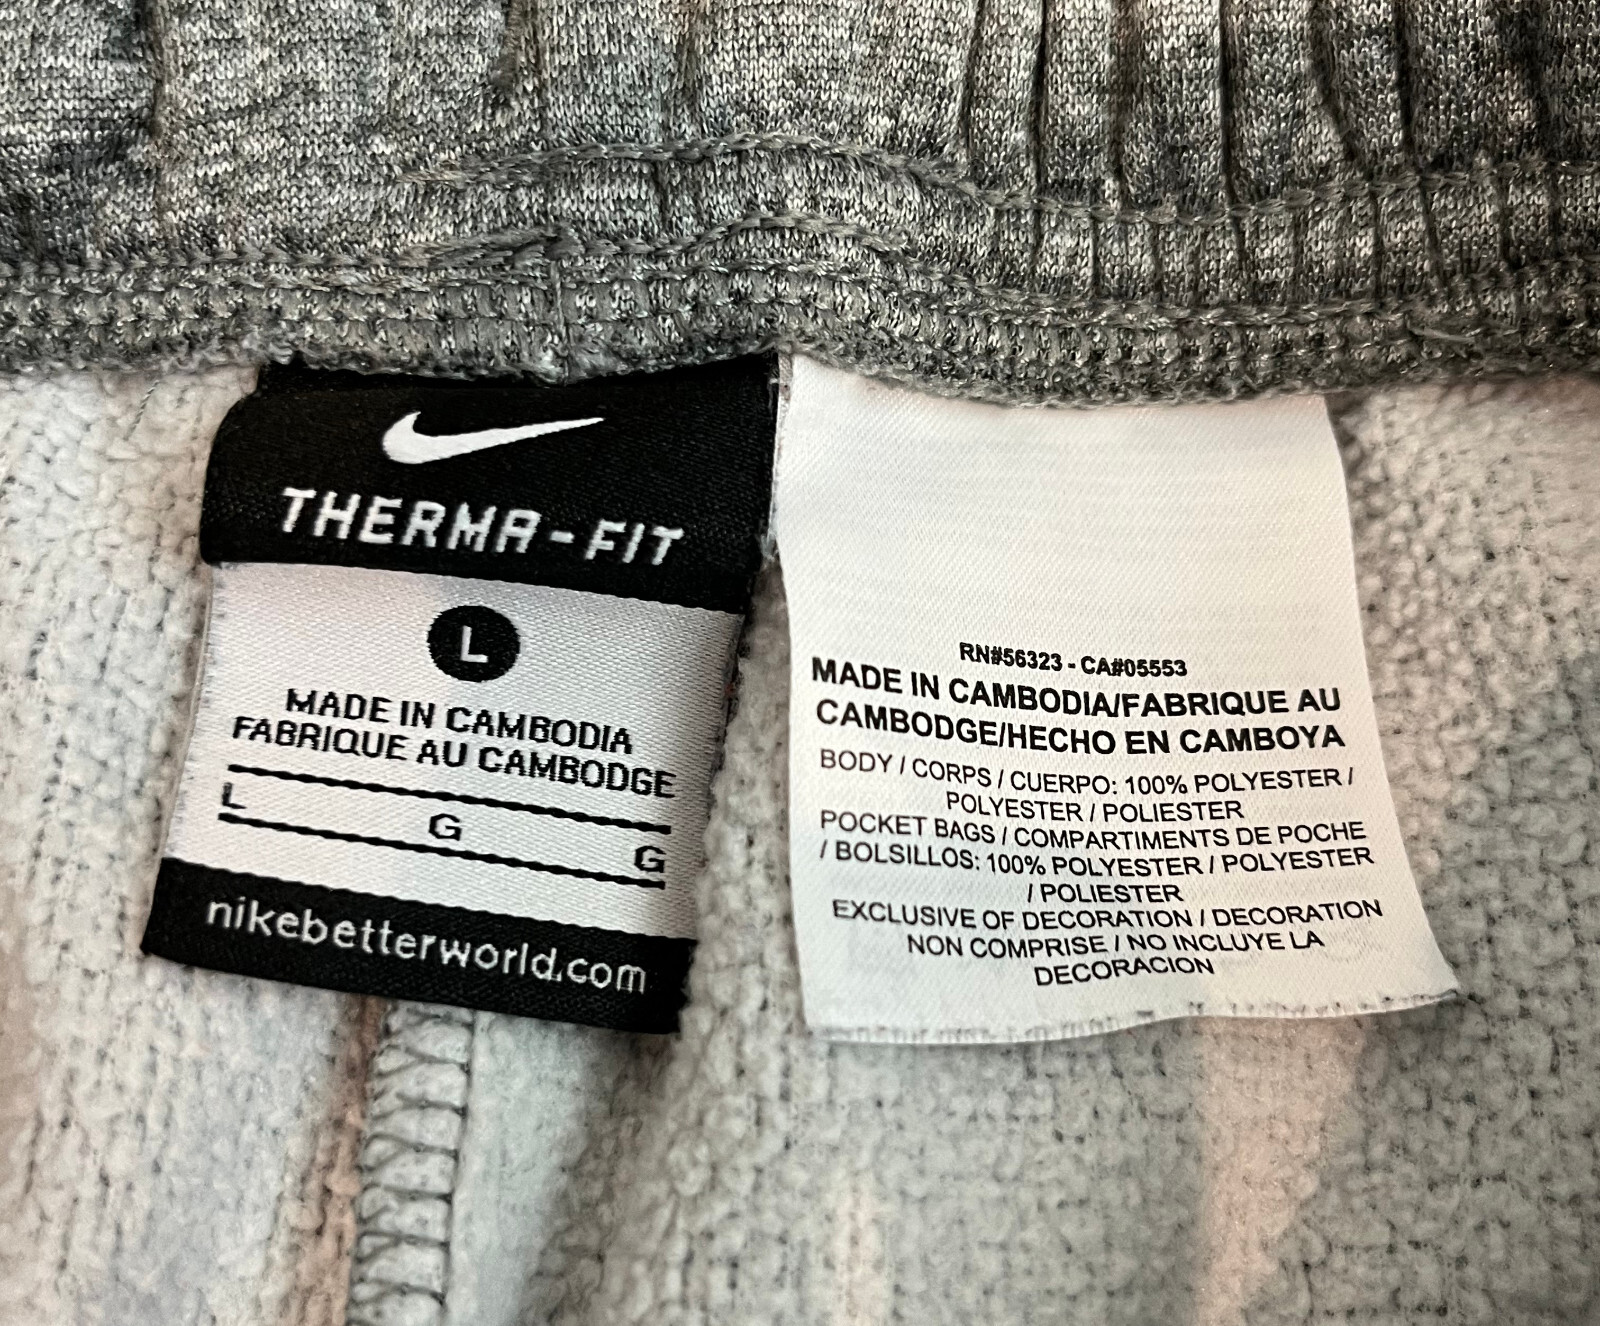 THERMA-FIT
L
MADE IN CAMBODIA
FABRIQUE AU CAMBODGE
L G G
nikebetterworld.com
RN#56323 - CA#05553
MADE IN CAMBODIA/FABRIQUE AU
CAMBODGE/HECHO EN CAMBOYA
BODY / CORPS / CUERPO: 100% POLYESTER /
POLYESTER / POLIESTER
POCKET BAGS / COMPARTIMENTS DE POCHE
/ BOLSILLOS: 100% POLYESTER / POLYESTER
/ POLIESTER
EXCLUSIVE OF DECORATION / DECORATION
NON COMPRISE / NO INCLUYE LA
DECORACION